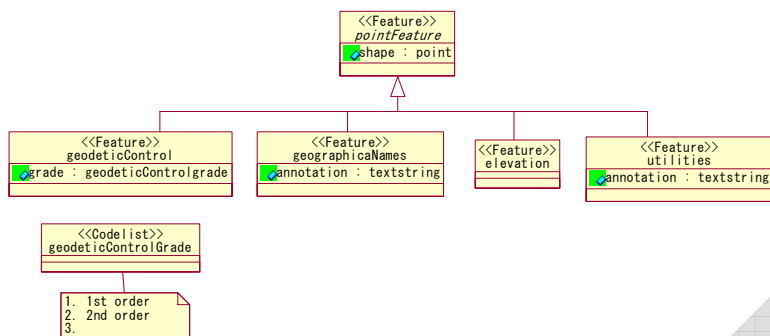 <<Feature>>
pointFeature
shape : point
<<Feature>>
geodeticControl
grade : geodeticControlgrade
<<Feature>>
geographicaNames
annotation : textstring
<<Feature>>
elevation
<<Feature>>
utilities
annotation : textstring
<<Codelist>>
geodeticControlGrade
1. 1st order
2. 2nd order
3.